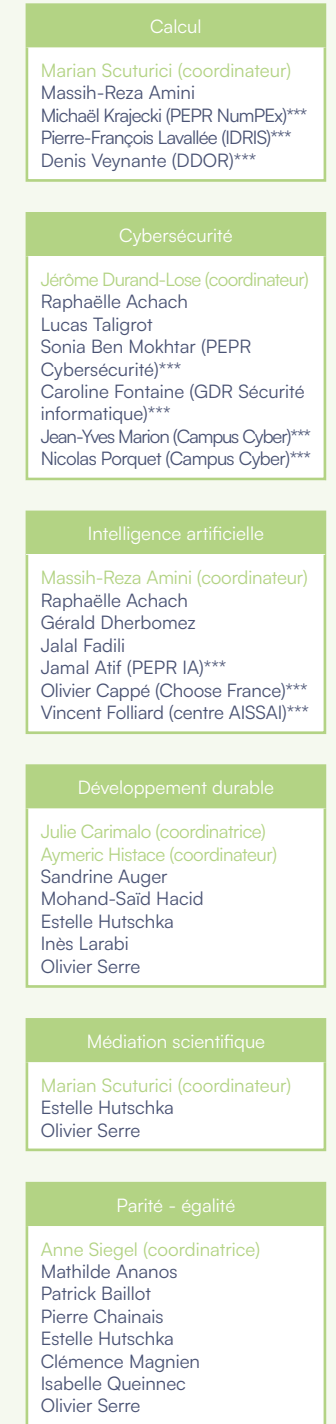 Calcul
Marian Scuturici (coordinateur)
Massih-Reza Amini
Michaël Krajecki (PEPR NumPEx)***
Pierre-François Lavallée (IDRIS)***
Denis Veynante (DDOR)***
Cybersécurité
Jérôme Durand-Lose (coordinateur)
Raphaëlle Achach
Lucas Taligrot
Sonia Ben Mokhtar (PEPR
Cybersécurité)***
Caroline Fontaine (GDR Sécurité
informatique)***
Jean-Yves Marion (Campus Cyber)***
Nicolas Porquet (Campus Cyber)***
Intelligence artificielle
Massih-Reza Amini (coordinateur)
Raphaëlle Achach
Gérald Dherbomez
Jalal Fadili
Jamal Atif (PEPR IA)***
Olivier Cappé (Choose France)***
Vincent Folliard (centre AISSAI)***
Développement durable
Julie Carimalo (coordinatrice)
Aymeric Histace (coordinateur)
Sandrine Auger
Mohand-Saïd Hacid
Estelle Hutschka
Inès Larabi
Olivier Serre
Médiation scientifique
Marian Scuturici (coordinateur)
Estelle Hutschka
Olivier Serre
Parité - égalité
Anne Siegel (coordinatrice)
Mathilde Ananos
Patrick Baillot
Pierre Chainais
Estelle Hutschka
Clémence Magnien
Isabelle Queinnec
Olivier Serre